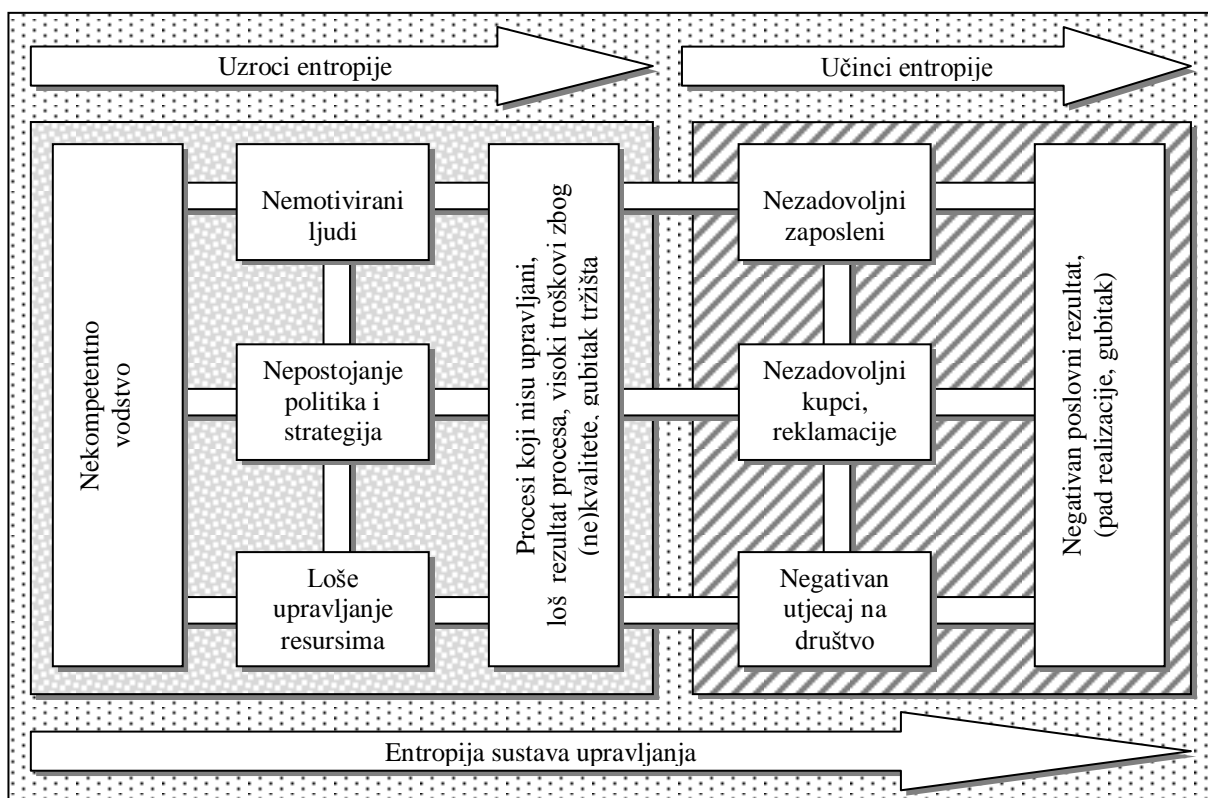 Uzroci entropije
Učinci entropije
Nekompetentno
vodstvo
Nemotivirani
ljudi
Nepostojanje
politika i
strategija
Loše
upravljanje
resursima
Procesi koji nisu upravljani,
loš rezultat procesa, visoki troškovi zbog
(ne)kvalitete, gubitak tržišta
Nezadovoljni
zaposleni
Nezadovoljni
kupci,
reklamacije
Negativan
utjecaj na
društvo
Negativan poslovni rezultat,
(pad realizacije, gubitak)
Entropija sustava upravljanja